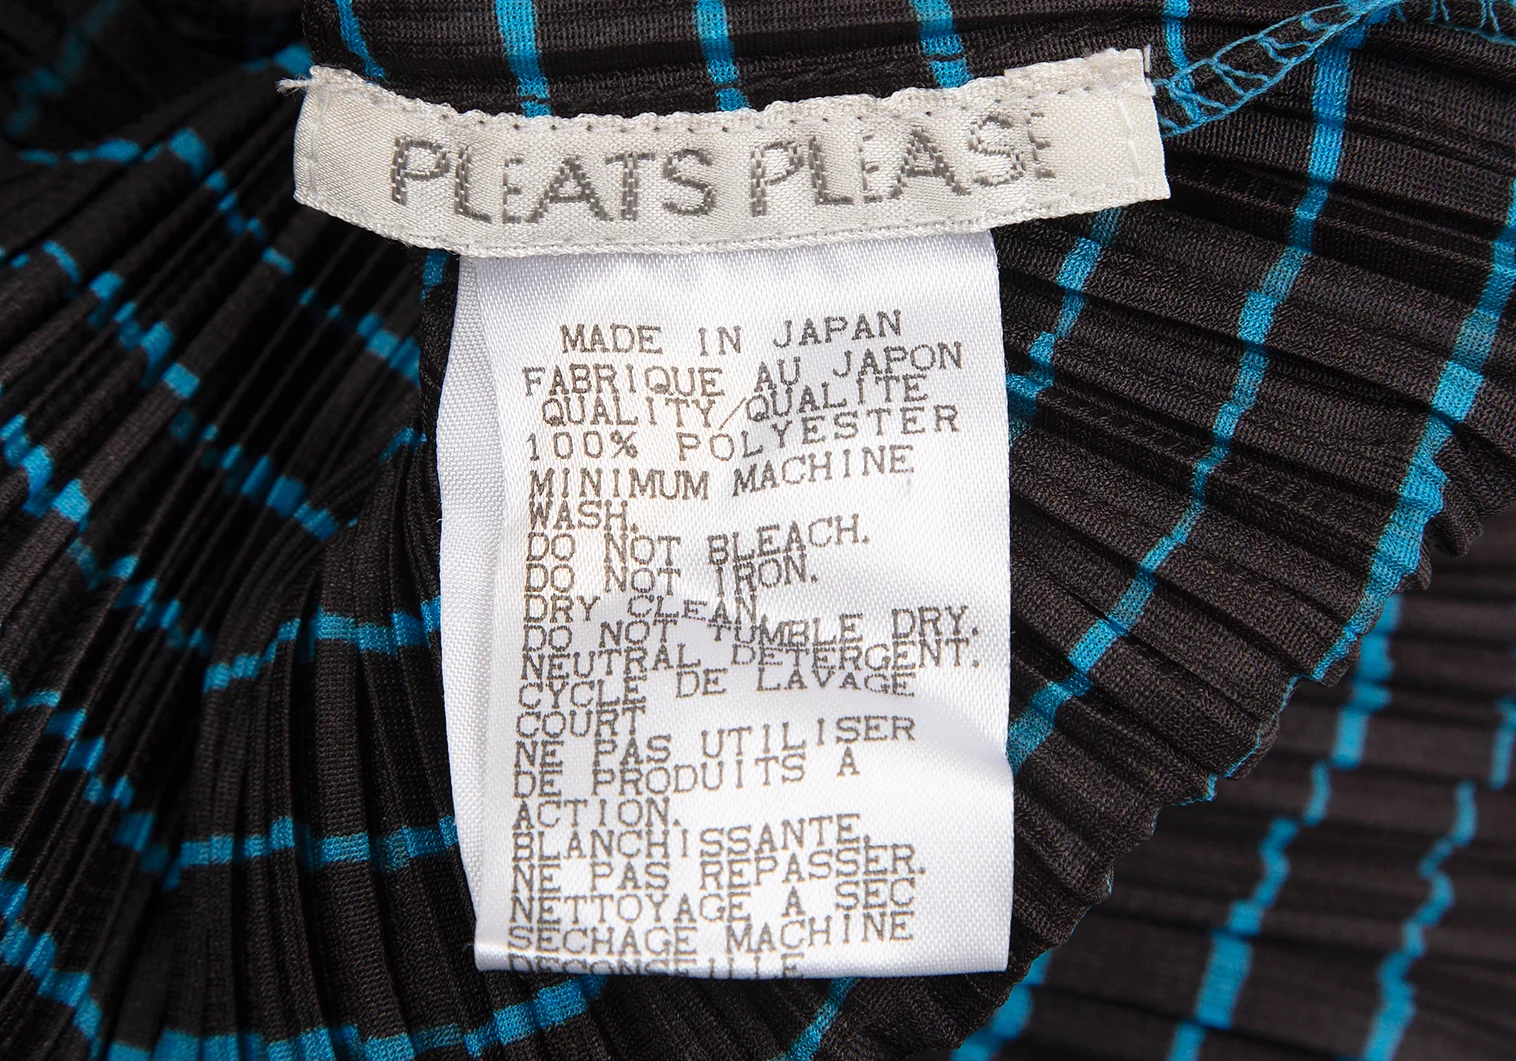 PLEATS PLEASE
MADE IN JAPAN
FABRIQUE AU JAPON
QUALITY/QUALITE
100% POLYESTER
MINIMUM MACHINE
WASH.
DO NOT BLEACH.
DO NOT IRON.
DRY CLEAN
DO NOT TUMBLE DRY.
NEUTRAL DETERGENT.
CYCLE DE LAVAGE
COURT
NE PAS UTILISER
DE PRODUITS A
ACTION.
BLANCHISSANTE.
NE PAS REPASSER.
NETTOYAGE A SEC
SECHAGE MACHINE